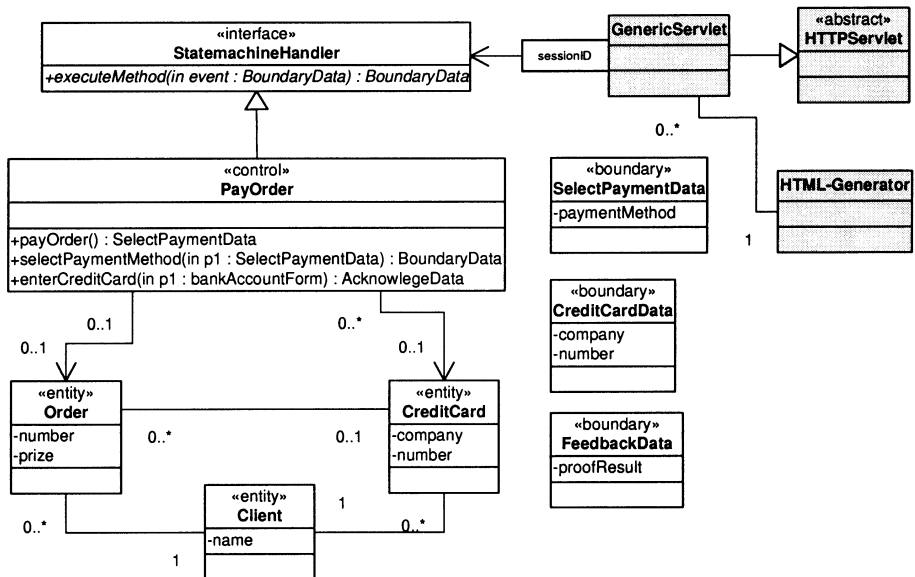 «interface»
StatemachineHandler
+executeMethod(in event : BoundaryData) : BoundaryData
sessionID
GenericServlet
«abstract»
HTTPServlet
0..*
1
HTML-Generator
«control»
PayOrder
+payOrder() : SelectPaymentData
+selectPaymentMethod(in p1 : SelectPaymentData) : BoundaryData
+enterCreditCard(in p1 : bankAccountForm) : AcknowlegeData
«boundary»
SelectPaymentData
-paymentMethod
0..1
0..1
0..*
0..1
«boundary»
CreditCardData
-company
-number
«entity»
Order
-number
-prize
0..*
0..1
«entity»
CreditCard
-company
-number
«boundary»
FeedbackData
-proofResult
0..*
1
«entity»
Client
-name
1
0..*